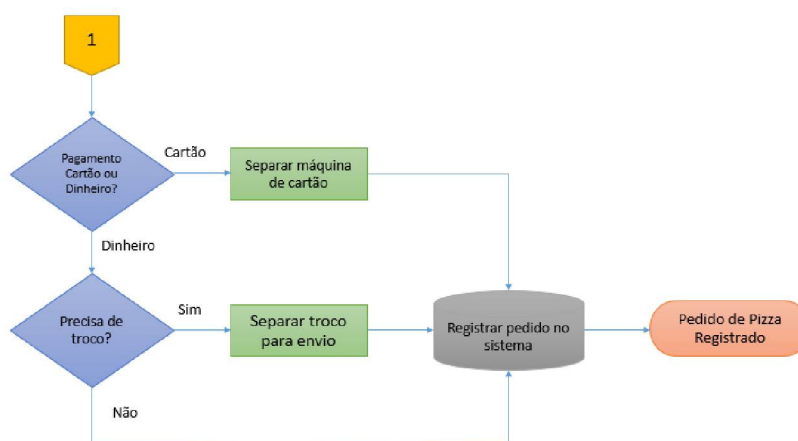 1
Pagamento
Cartão ou
Dinheiro?
Cartão
Separar máquina
de cartão
Dinheiro
Precisa de
troco?
Sim
Separar troco
para envio
Registrar pedido no
sistema
Pedido de Pizza
Registrado
Não